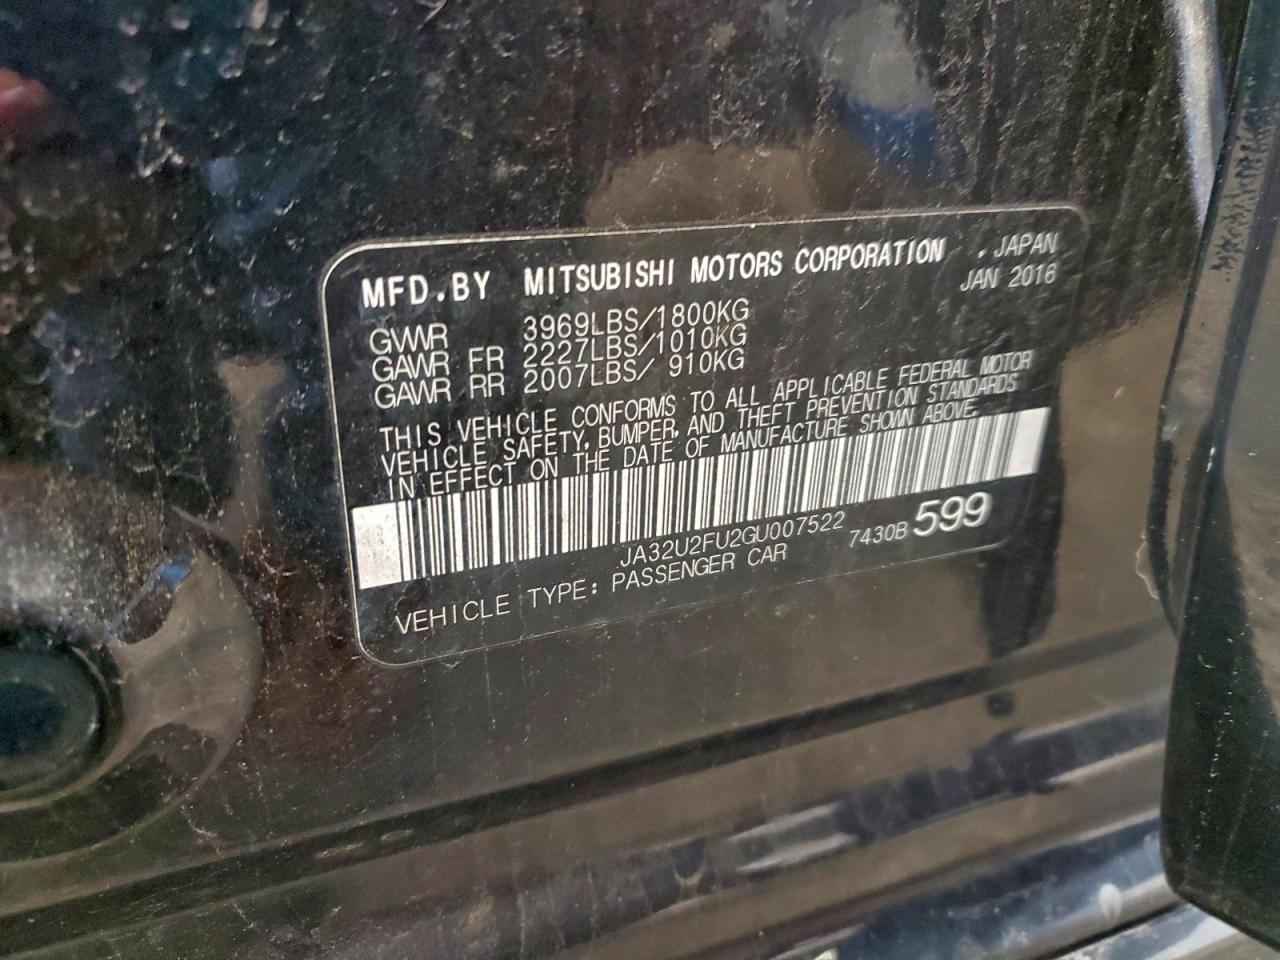 MFD.BY MITSUBISHI MOTORS CORPORATION . JAPAN
JAN 2016
GVWR 3969LBS/1800KG
GAWR FR 2227LBS/1010KG
GAWR RR 2007LBS/ 910KG
THIS VEHICLE CONFORMS TO ALL APPLICABLE FEDERAL MOTOR
VEHICLE SAFETY, BUMPER, AND THEFT PREVENTION STANDARDS
IN EFFECT ON THE DATE OF MANUFACTURE SHOWN ABOVE.
JA32U2FU2GU007522 7430B 599
VEHICLE TYPE: PASSENGER CAR